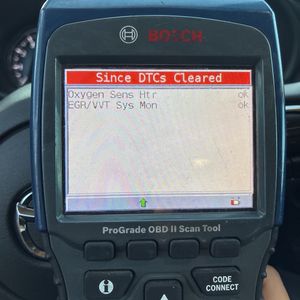 BOSCH
Since DTCs Cleared
Oxygen Sens Htr ok
EGR/VVT Sys Mon ok
ProGrade OBD II Scan Tool
i
CODE
CONNECT